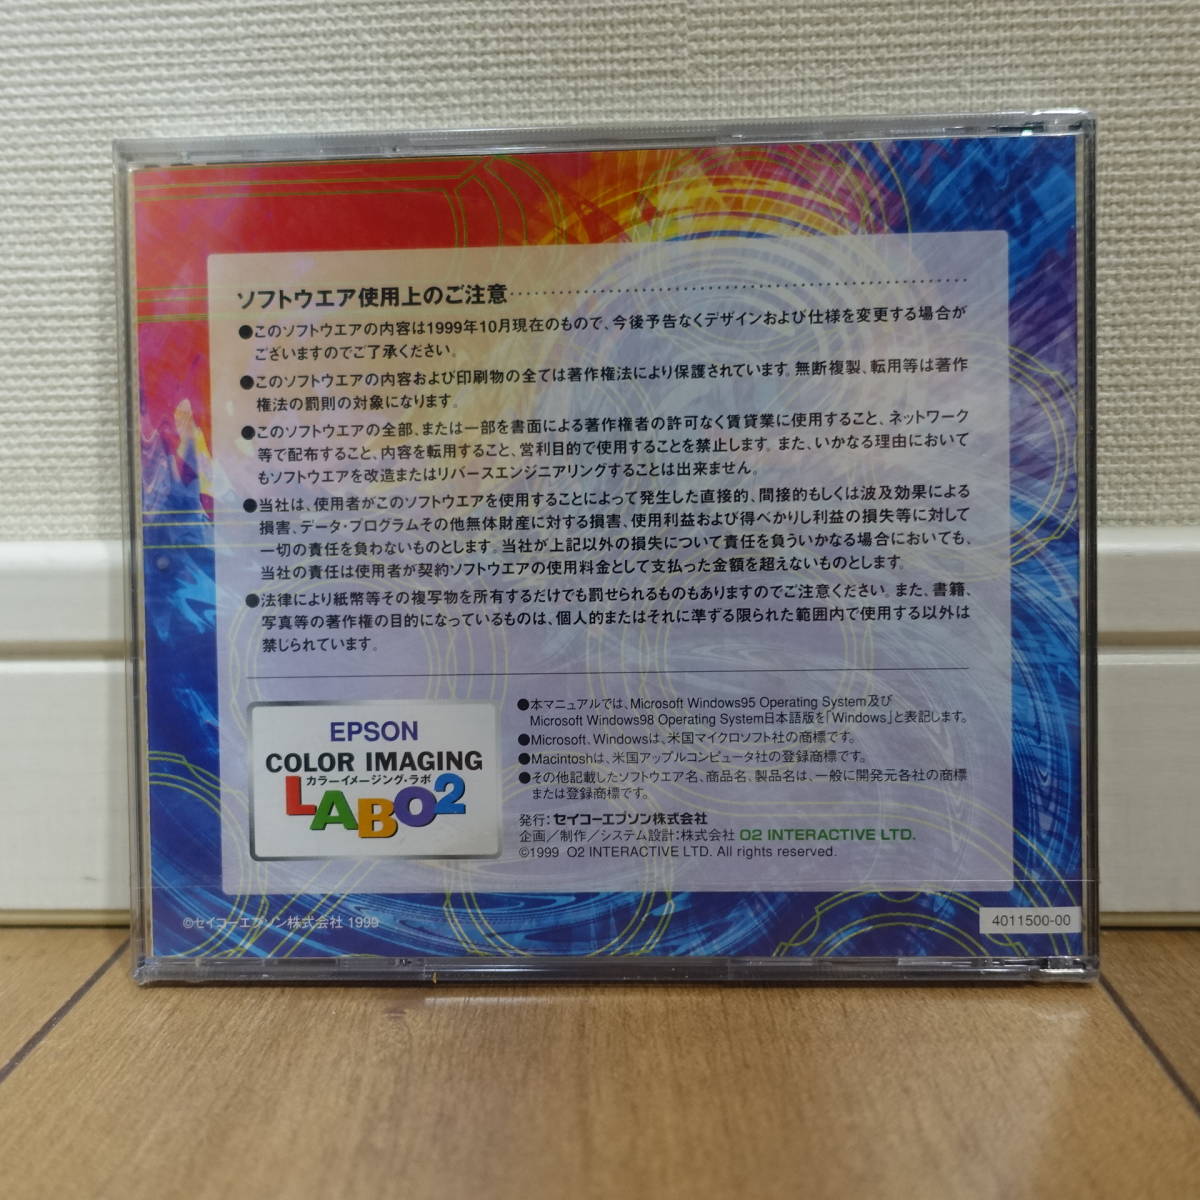 ソフトウエア使用上のご注意
●このソフトウエアの内容は1999年10月現在のもので、今後予告なくデザインおよび仕様を変更する場合が
ございますのでご了承ください。
●このソフトウエアの内容および印刷物の全ては著作権法により保護されています。無断複製、転用等は著作
権法の罰則の対象になります。
●このソフトウエアの全部、または一部を書面による著作権者の許可なく賃貸業に使用すること、ネットワーク
等で配布すること、内容を転用すること、営利目的で使用することを禁止します。また、いかなる理由において
もソフトウエアを改造またはリバースエンジニアリングすることは出来ません。
●当社は、使用者がこのソフトウエアを使用することによって発生した直接的、間接的もしくは波及効果による
損害、データ・プログラムその他無体財産に対する損害、使用利益および得べかりし利益の損失等に対して
一切の責任を負わないものとします。当社が上記以外の損失について責任を負ういかなる場合においても、
当社の責任は使用者が契約ソフトウエアの使用料金として支払った金額を超えないものとします。
●法律により紙幣等その複写物を所有するだけでも罰せられるものもありますのでご注意ください。また、書籍、
写真等の著作権の目的になっているものは、個人的またはそれに準ずる限られた範囲内で使用する以外は
禁じられています。
EPSON
COLOR IMAGING
カラーイメージング・ラボ
LABO2
●本マニュアルでは、Microsoft Windows95 Operating System及び
Microsoft Windows98 Operating System日本語版を「Windows」と表記します。
●Microsoft、Windowsは、米国マイクロソフト社の商標です。
●Macintoshは、米国アップルコンピュータ社の登録商標です。
●その他記載したソフトウエア名、商品名、製品名は、一般に開発元各社の商標
または登録商標です。
発行：セイコーエプソン株式会社
企画／制作／システム設計：株式会社 O2 INTERACTIVE LTD.
©1999 O2 INTERACTIVE LTD. All rights reserved.
©セイコーエプソン株式会社 1999
4011500-00